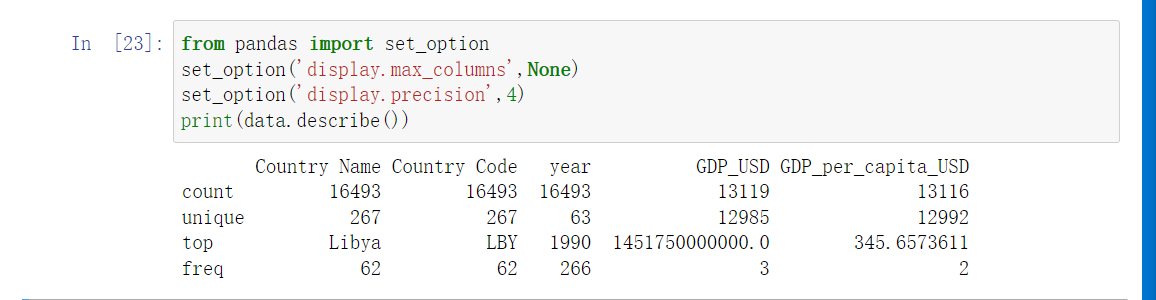 In [23]: from pandas import set_option
set_option('display.max_columns',None)
set_option('display.precision',4)
print(data.describe())
Country Name Country Code year GDP_USD GDP_per_capita_USD
count 16493 16493 16493 13119 13116
unique 267 267 63 12985 12992
top Libya LBY 1990 1451750000000.0 345.6573611
freq 62 62 266 3 2